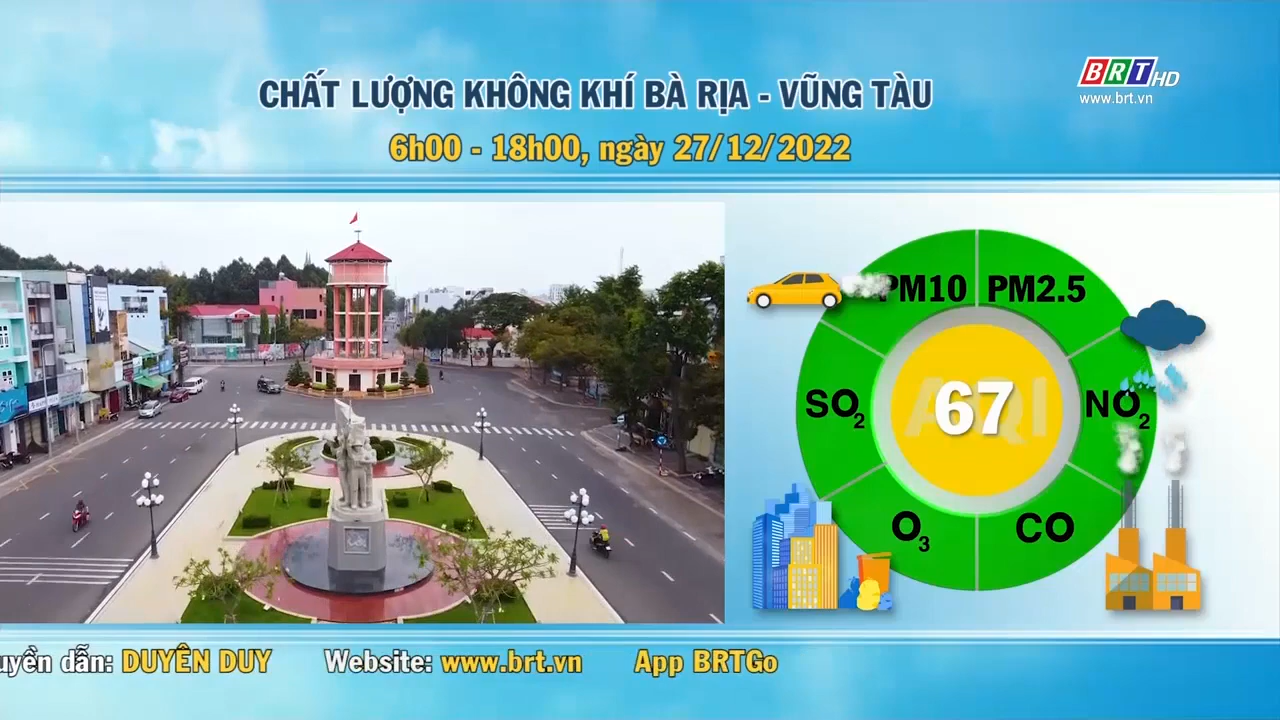 CHẤT LƯỢNG KHÔNG KHÍ BÀ RỊA - VŨNG TÀU
6h00 - 18h00, ngày 27/12/2022
BRT HD
www.brt.vn
PM10 PM2.5
SO2
AQI
67
NO2
O3
CO
dẫn: DUYÊN DUY Website: www.brt.vn App BRTGo